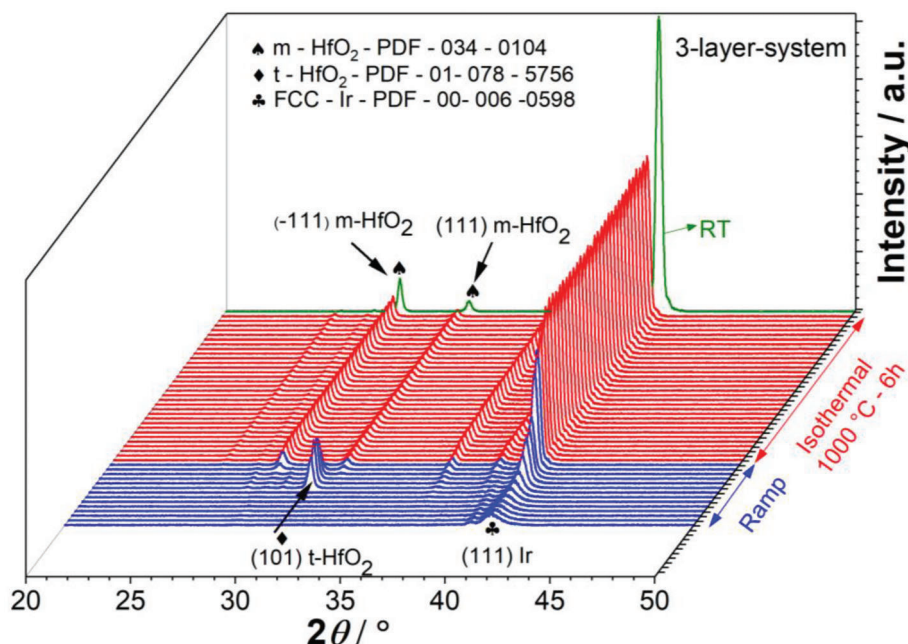 ♠ m - HfO₂ - PDF - 034 - 0104
♦ t - HfO₂ - PDF - 01- 078 - 5756
♣ FCC - Ir - PDF - 00- 006 -0598
3-layer-system
Intensity / a.u.
(-111) m-HfO₂
(111) m-HfO₂
RT
Isothermal
1000 °C - 6h
Ramp
(101) t-HfO₂
(111) Ir
20 25 30 35 40 45 50
2θ / °